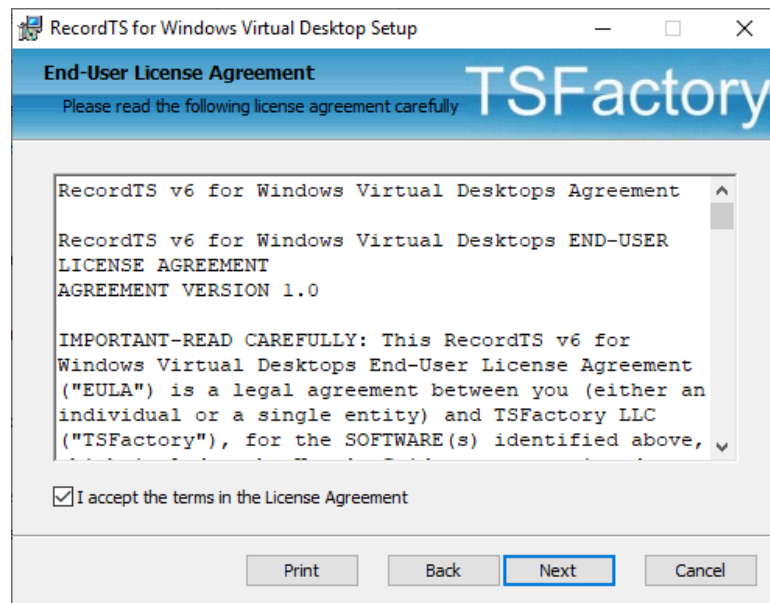 RecordTS for Windows Virtual Desktop Setup
End-User License Agreement
Please read the following license agreement carefully
TSFactory
RecordTS v6 for Windows Virtual Desktops Agreement
RecordTS v6 for Windows Virtual Desktops END-USER
LICENSE AGREEMENT
AGREEMENT VERSION 1.0
IMPORTANT-READ CAREFULLY: This RecordTS v6 for
Windows Virtual Desktops End-User License Agreement
("EULA") is a legal agreement between you (either an
individual or a single entity) and TSFactory LLC
("TSFactory"), for the SOFTWARE(s) identified above,
I accept the terms in the License Agreement
Print
Back
Next
Cancel